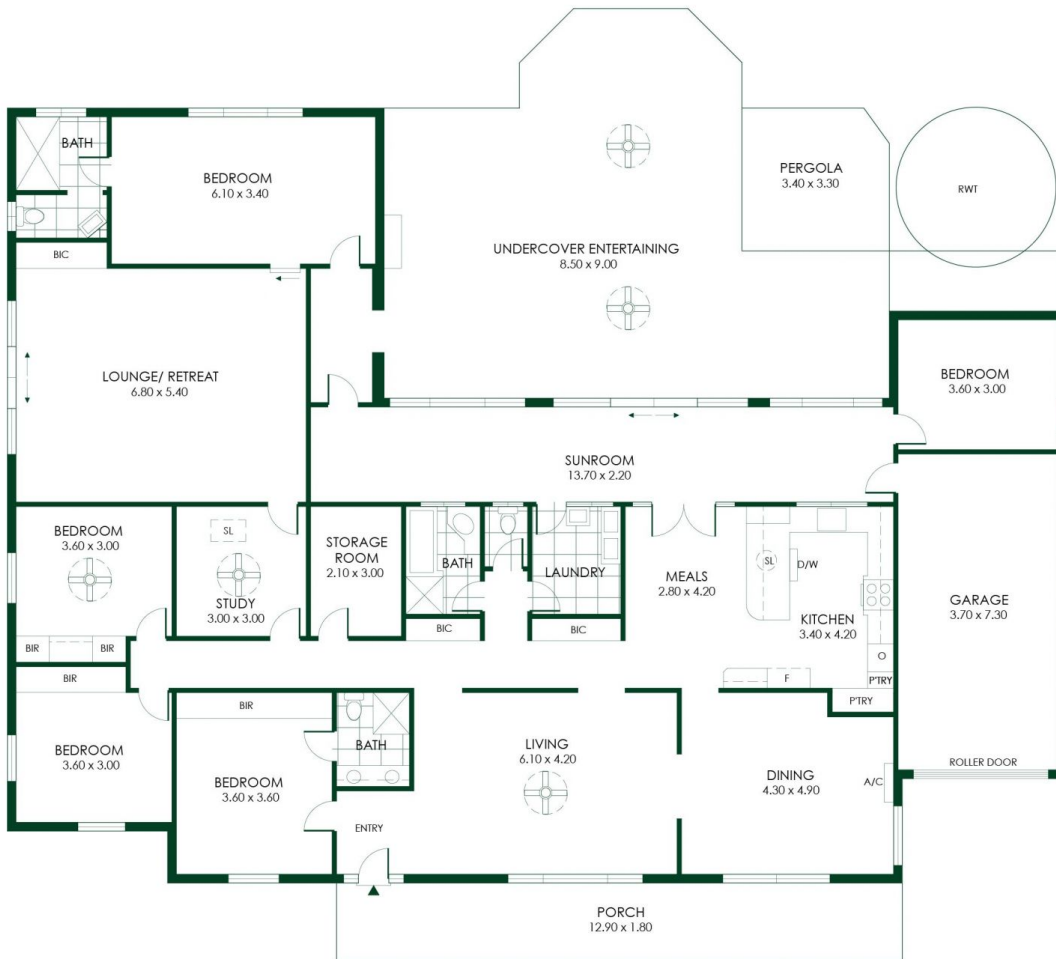 BATH
BEDROOM
6.10 x 3.40
PERGOLA
3.40 x 3.30
RWT
UNDERCOVER ENTERTAINING
8.50 x 9.00
BIC
LOUNGE/ RETREAT
6.80 x 5.40
BEDROOM
3.60 x 3.00
SUNROOM
13.70 x 2.20
BEDROOM
3.60 x 3.00
SL
STUDY
3.00 x 3.00
STORAGE
ROOM
2.10 x 3.00
BATH
LAUNDRY
MEALS
2.80 x 4.20
SL
D/W
KITCHEN
3.40 x 4.20
GARAGE
3.70 x 7.30
BIR
BIR
BIC
BIC
O
P'TRY
P'TRY
F
BIR
BEDROOM
3.60 x 3.00
BIR
BEDROOM
3.60 x 3.60
BATH
LIVING
6.10 x 4.20
DINING
4.30 x 4.90
A/C
ROLLER DOOR
ENTRY
PORCH
12.90 x 1.80